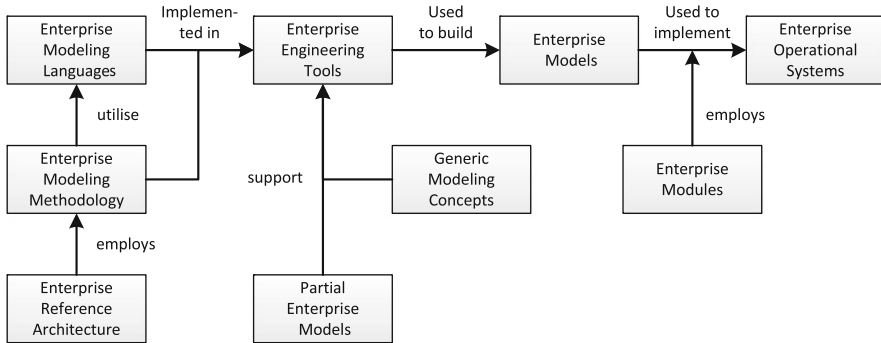 Enterprise
Modeling
Languages
Implemen-
ted in
Enterprise
Engineering
Tools
Used
to build
Enterprise
Models
Used to
implement
Enterprise
Operational
Systems
utilise
employs
Enterprise
Modeling
Methodology
support
Generic
Modeling
Concepts
Enterprise
Modules
employs
Enterprise
Reference
Architecture
Partial
Enterprise
Models